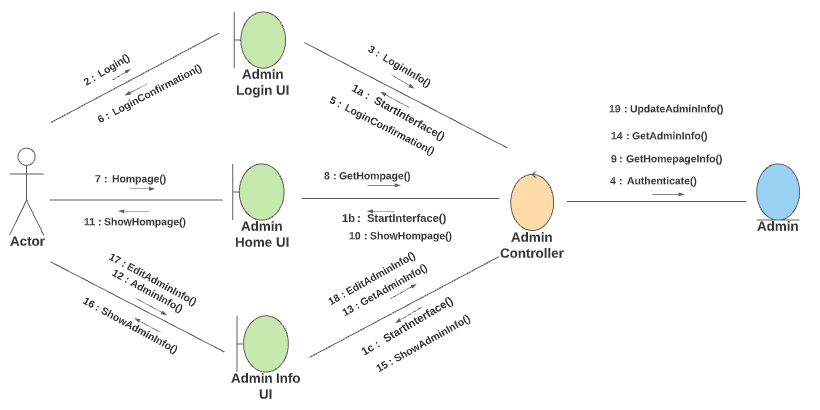 Admin
Login UI
2 : Login()
6 : LoginConfirmation()
3 : LoginInfo()
1a : StartInterface()
5 : LoginConfirmation()
19 : UpdateAdminInfo()
14 : GetAdminInfo()
9 : GetHomepageInfo()
4 : Authenticate()
7 : Hompage()
8 : GetHompage()
11 : ShowHompage()
1b : StartInterface()
10 : ShowHompage()
Actor
Admin
Home UI
Admin
Controller
Admin
17 : EditAdminInfo()
12 : AdminInfo()
16 : ShowAdminInfo()
18 : EditAdminInfo()
13 : GetAdminInfo()
1c : StartInterface()
15 : ShowAdminInfo()
Admin Info
UI